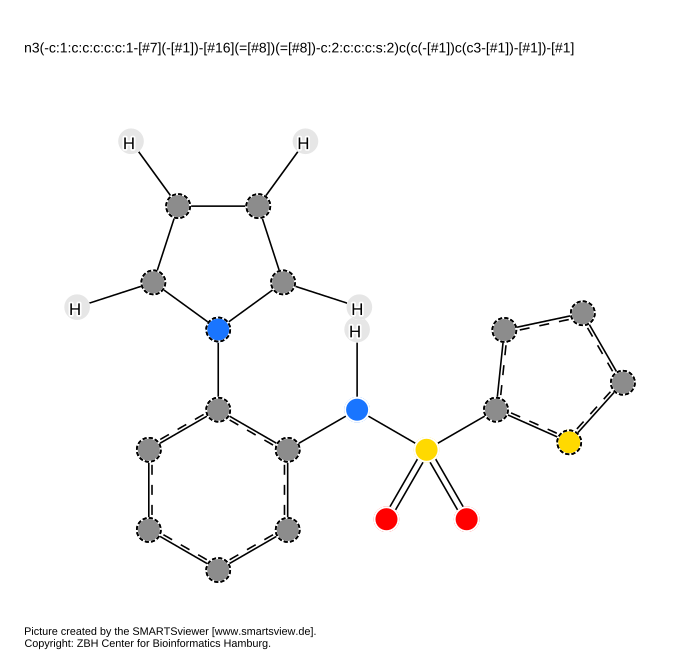 n3(-c:1:c:c:c:c:c:1-[#7](-[#1])-[#16](=[#8])(=[#8])-c:2:c:c:c:s:2)c(c(-[#1])c(c3-[#1])-[#1])-[#1]
H
H
H
H
H
Picture created by the SMARTSviewer [www.smartsview.de].
Copyright: ZBH Center for Bioinformatics Hamburg.